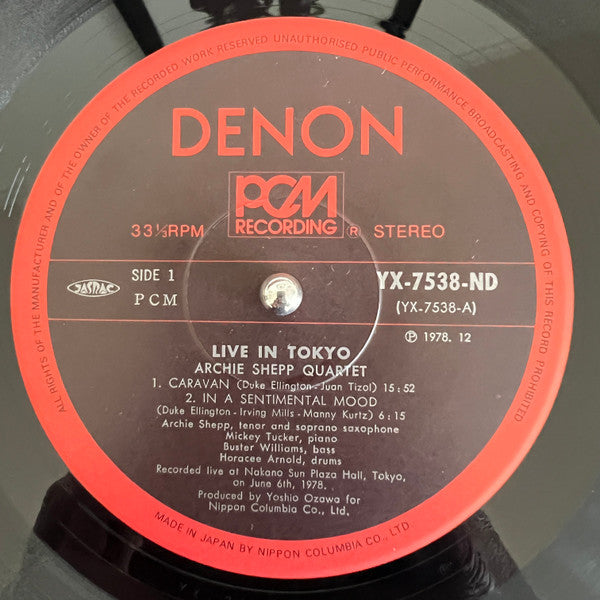 ALL RIGHTS OF THE MANUFACTURER AND OF THE OWNER OF THE RECORDED WORK RESERVED UNAUTHORISED PUBLIC PERFORMANCE BROADCASTING AND COPYING OF THIS RECORD PROHIBITED
DENON
PCM
RECORDING
33⅓RPM
Ⓡ STEREO
JASRAC
SIDE 1
PCM
YX-7538-ND
(YX-7538-A)
Ⓟ 1978. 12
LIVE IN TOKYO
ARCHIE SHEPP QUARTET
1. CARAVAN (Duke Ellington-Juan Tizol) 15:52
2. IN A SENTIMENTAL MOOD
(Duke Ellington-Irving Mills-Manny Kurtz) 6:15
Archie Shepp, tenor and soprano saxophone
Mickey Tucker, piano
Buster Williams, bass
Horacee Arnold, drums
Recorded live at Nakano Sun Plaza Hall, Tokyo,
on June 6th, 1978.
Produced by Yoshio Ozawa for
Nippon Columbia Co., Ltd.
MADE IN JAPAN BY NIPPON COLUMBIA CO., LTD